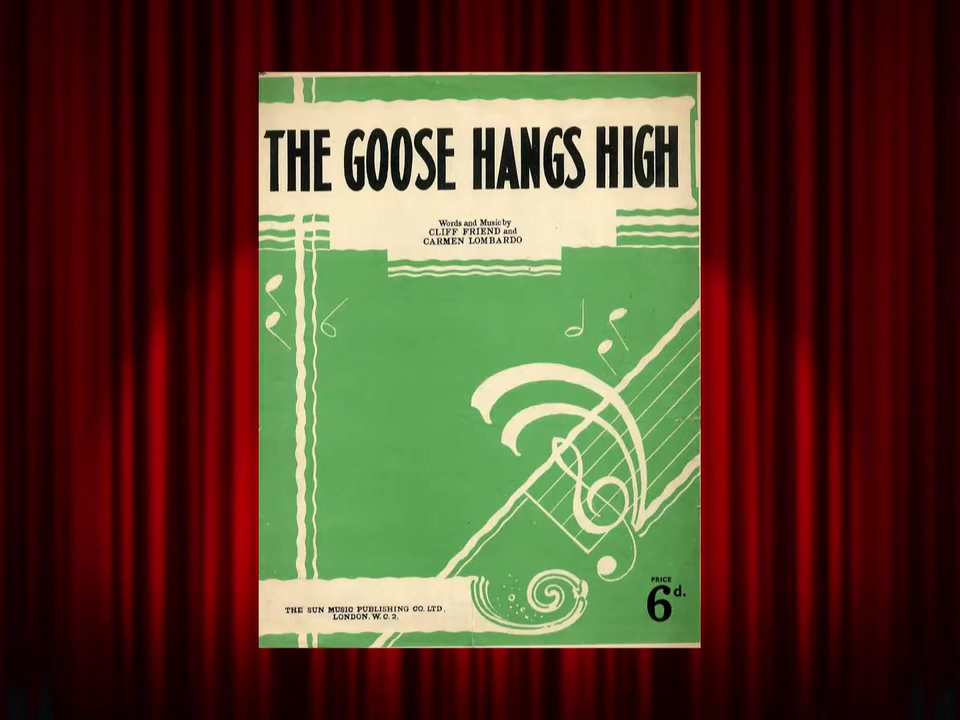 THE GOOSE HANGS HIGH
Words and Music by
CLIFF FRIEND and
CARMEN LOMBARDO
THE SUN MUSIC PUBLISHING CO. LTD.
LONDON. W. C. 2.
PRICE
6d.